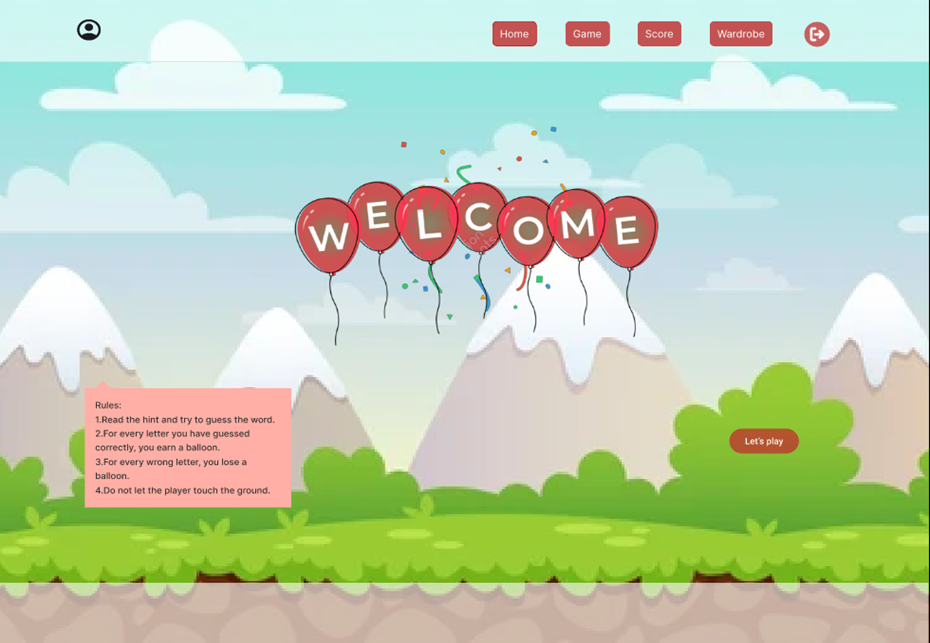 Home Game Score Wardrobe
WELCOME
Rules:
1.Read the hint and try to guess the word.
2.For every letter you have guessed
correctly, you earn a balloon.
3.For every wrong letter, you lose a
balloon.
4.Do not let the player touch the ground.
Let's play